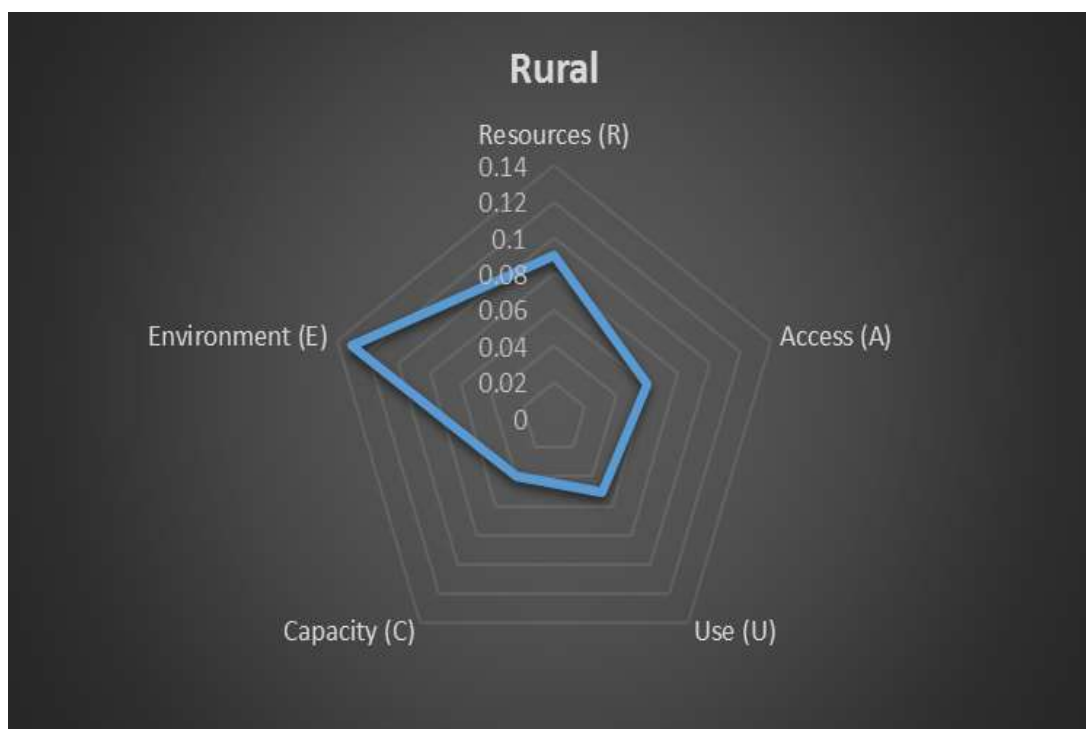 Rural
Resources (R)
0.14
0.12
0.1
0.08
0.06
0.04
0.02
0
Environment (E)
Access (A)
Capacity (C)
Use (U)